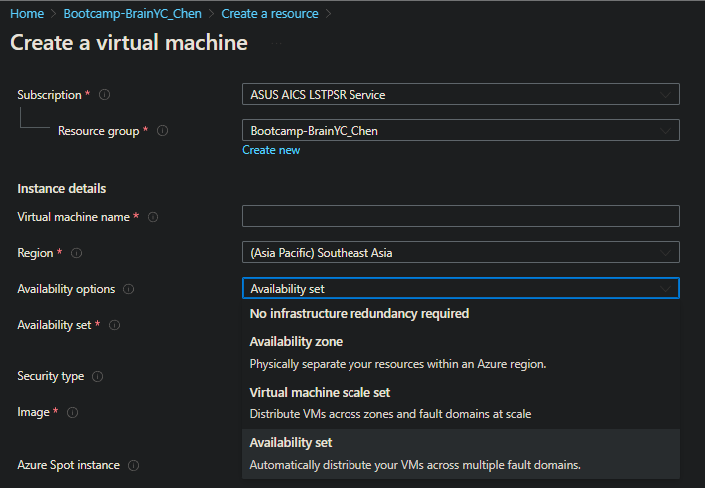 Home > Bootcamp-BrainYC_Chen > Create a resource >
Create a virtual machine ...
Subscription * ASUS AICS LSTPSR Service
Resource group * Bootcamp-BrainYC_Chen
Create new
Instance details
Virtual machine name *
Region * (Asia Pacific) Southeast Asia
Availability options Availability set
No infrastructure redundancy required
Availability set *
Availability zone
Physically separate your resources within an Azure region.
Security type
Virtual machine scale set
Image *
Distribute VMs across zones and fault domains at scale
Availability set
Azure Spot instance
Automatically distribute your VMs across multiple fault domains.